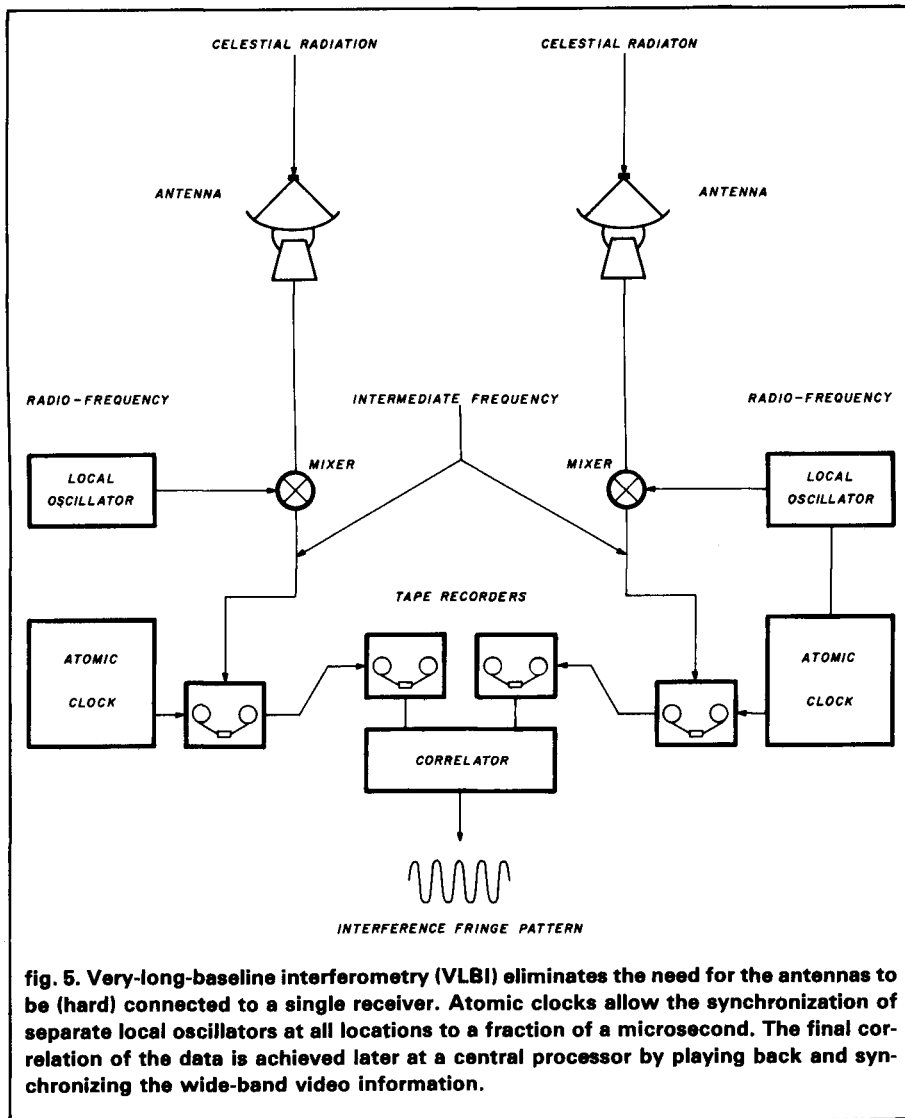 CELESTIAL RADIATION
CELESTIAL RADIATON
ANTENNA
ANTENNA
RADIO-FREQUENCY
INTERMEDIATE FREQUENCY
RADIO-FREQUENCY
LOCAL
OSCILLATOR
MIXER
MIXER
LOCAL
OSCILLATOR
TAPE RECORDERS
ATOMIC
CLOCK
ATOMIC
CLOCK
CORRELATOR
INTERFERENCE FRINGE PATTERN
fig. 5. Very-long-baseline interferometry (VLBI) eliminates the need for the antennas to
be (hard) connected to a single receiver. Atomic clocks allow the synchronization of
separate local oscillators at all locations to a fraction of a microsecond. The final cor-
relation of the data is achieved later at a central processor by playing back and syn-
chronizing the wide-band video information.